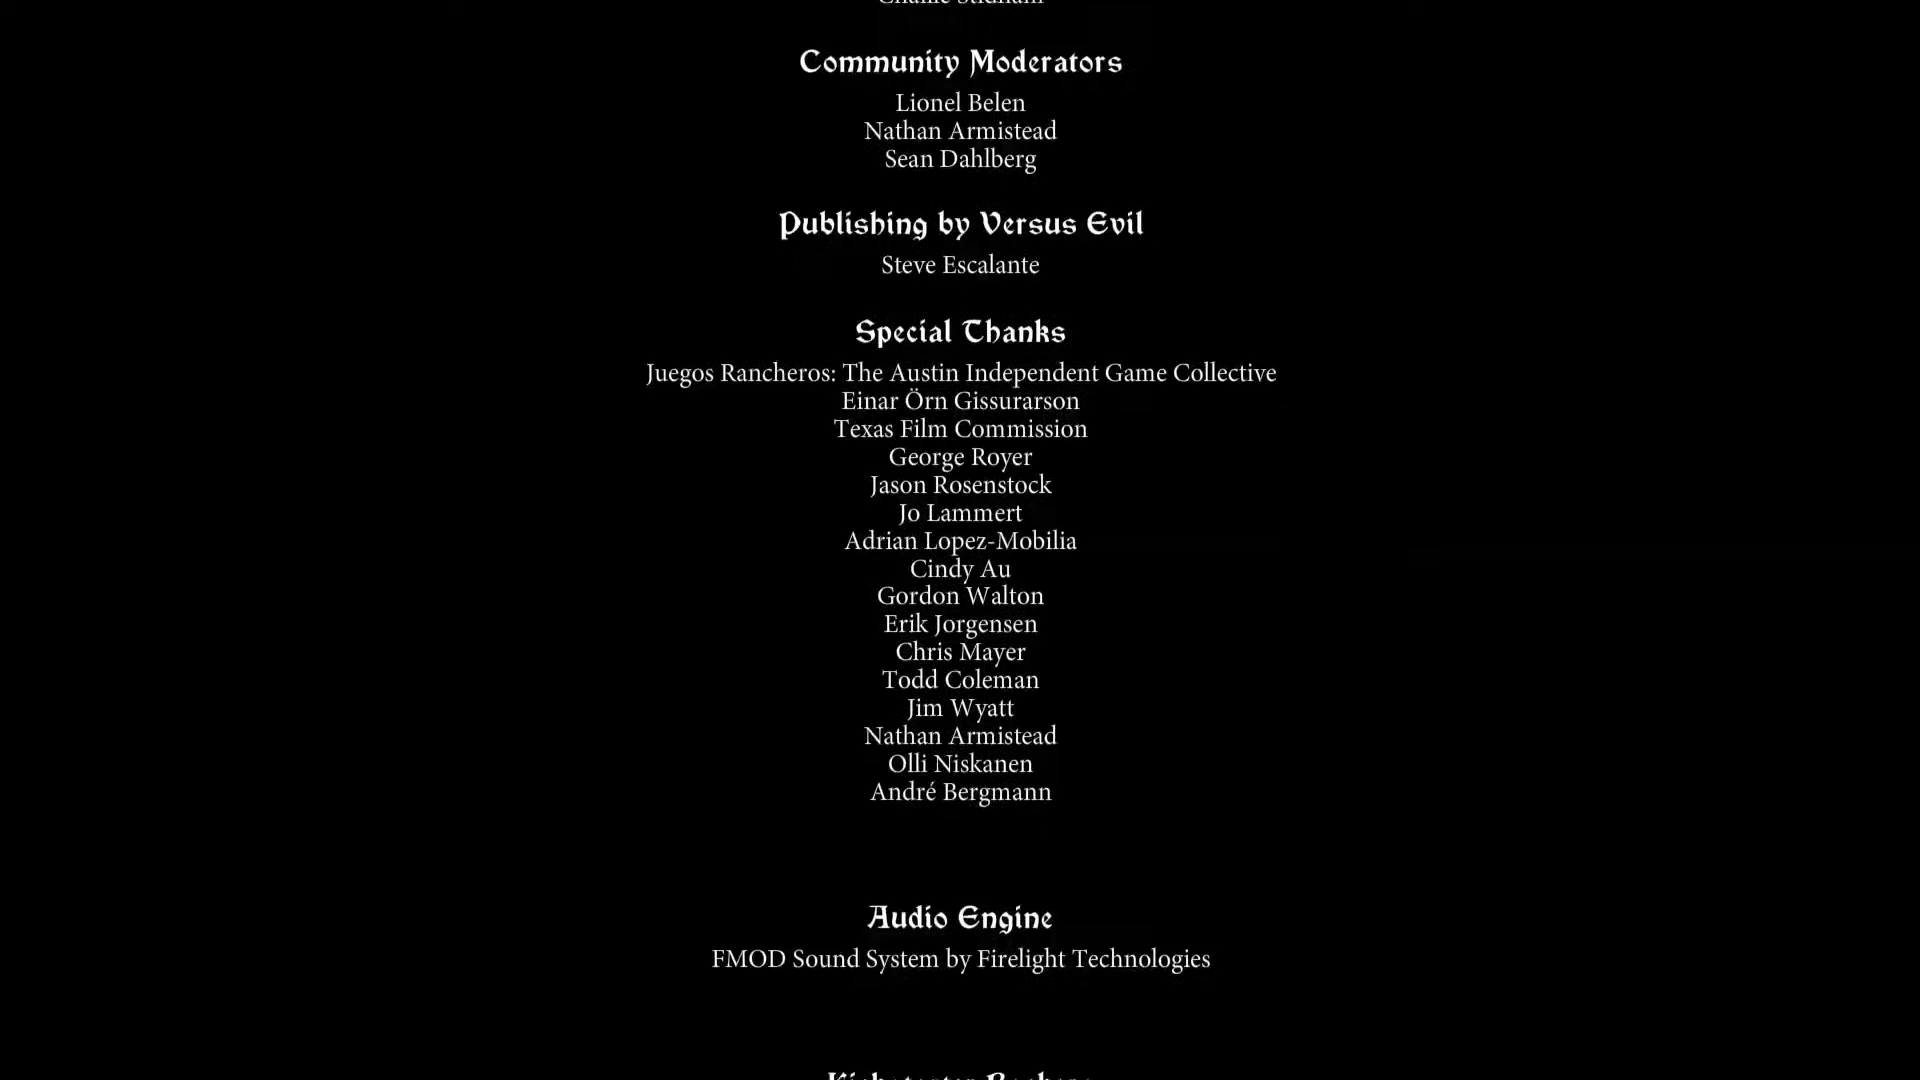 Community Moderators
Lionel Belen
Nathan Armistead
Sean Dahlberg
Publishing by Versus Evil
Steve Escalante
Special Thanks
Juegos Rancheros: The Austin Independent Game Collective
Einar Örn Gissurarson
Texas Film Commission
George Royer
Jason Rosenstock
Jo Lammert
Adrian Lopez-Mobilia
Cindy Au
Gordon Walton
Erik Jorgensen
Chris Mayer
Todd Coleman
Jim Wyatt
Nathan Armistead
Olli Niskanen
André Bergmann
Audio Engine
FMOD Sound System by Firelight Technologies
Kickstarter Backers